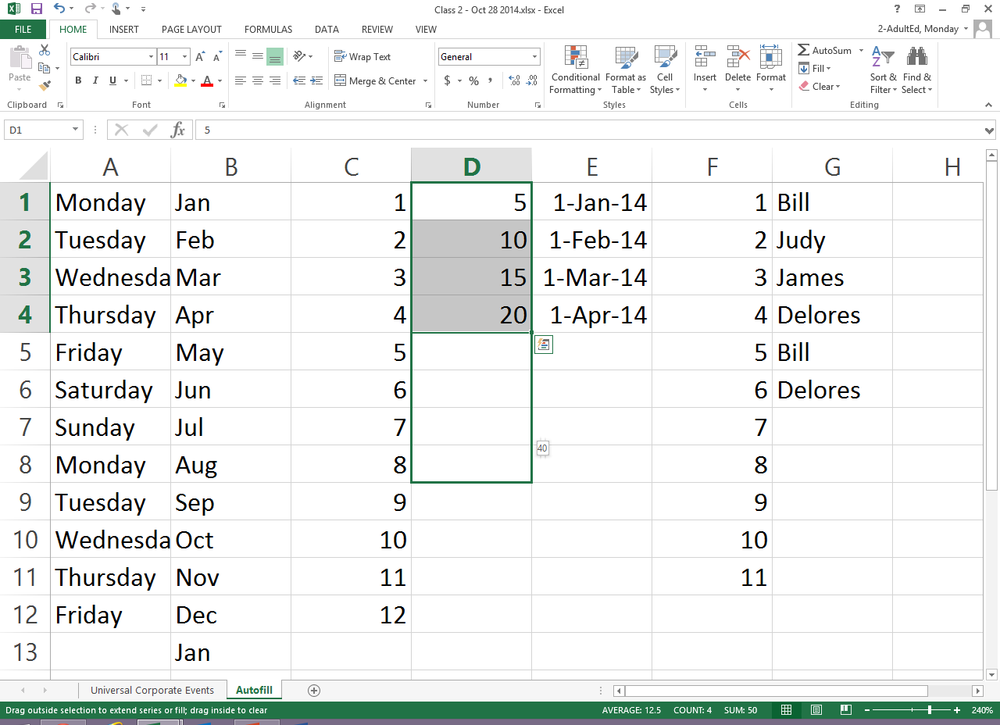 Class 2 - Oct 28 2014.xlsx - Excel
FILE HOME INSERT PAGE LAYOUT FORMULAS DATA REVIEW VIEW 2-AdultEd, Monday
Paste
Clipboard
Calibri 11
B I U
Font
Wrap Text
Merge & Center
Alignment
General
$ % ,
Number
Conditional Formatting
Format as Table
Cell Styles
Styles
Insert Delete Format
Cells
AutoSum
Fill
Clear
Sort & Filter
Find & Select
Editing
D1 fx 5
A B C D E F G H
1 Monday Jan 1 5 1-Jan-14 1 Bill
2 Tuesday Feb 2 10 1-Feb-14 2 Judy
3 Wednesda Mar 3 15 1-Mar-14 3 James
4 Thursday Apr 4 20 1-Apr-14 4 Delores
5 Friday May 5 5 Bill
6 Saturday Jun 6 6 Delores
7 Sunday Jul 7 7
40
8 Monday Aug 8 8
9 Tuesday Sep 9 9
10 Wednesda Oct 10 10
11 Thursday Nov 11 11
12 Friday Dec 12
13 Jan
Universal Corporate Events Autofill
Drag outside selection to extend series or fill; drag inside to clear AVERAGE: 12.5 COUNT: 4 SUM: 50 240%